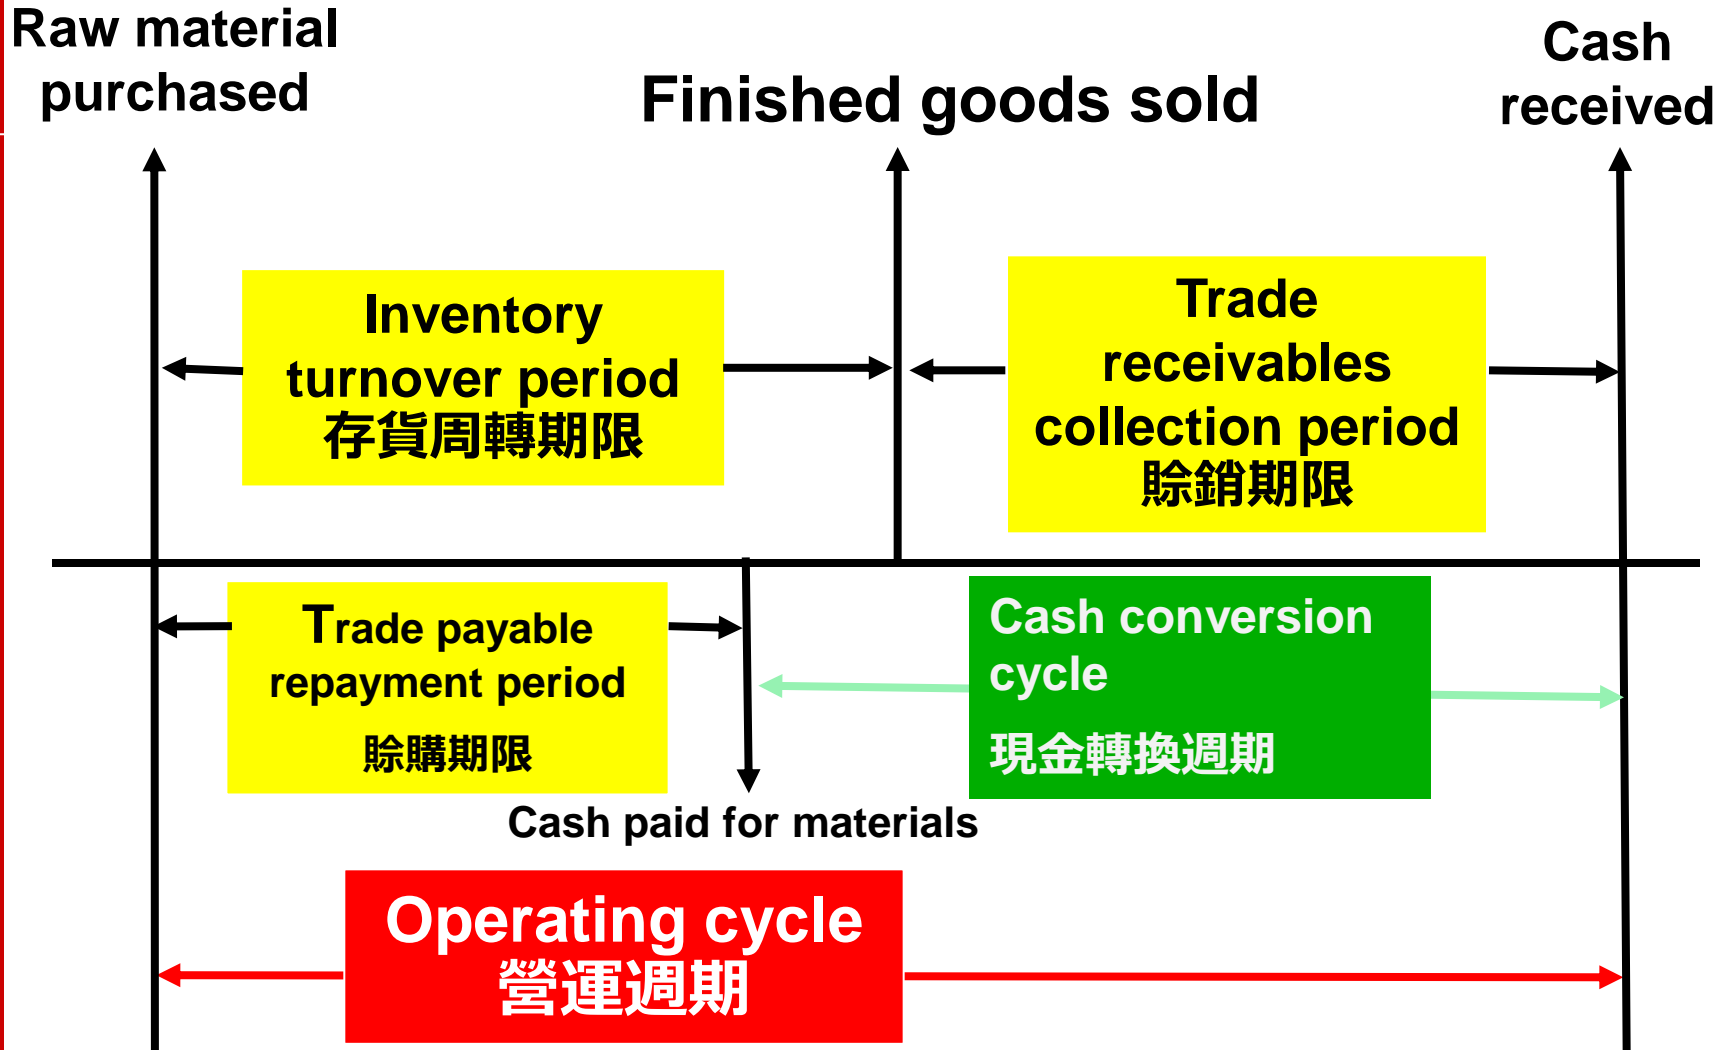 Raw material
purchased
Finished goods sold
Cash
received
Inventory
turnover period
存貨周轉期限
Trade
receivables
collection period
賒銷期限
Trade payable
repayment period
賒購期限
Cash conversion
cycle
現金轉換週期
Cash paid for materials
Operating cycle
營運週期